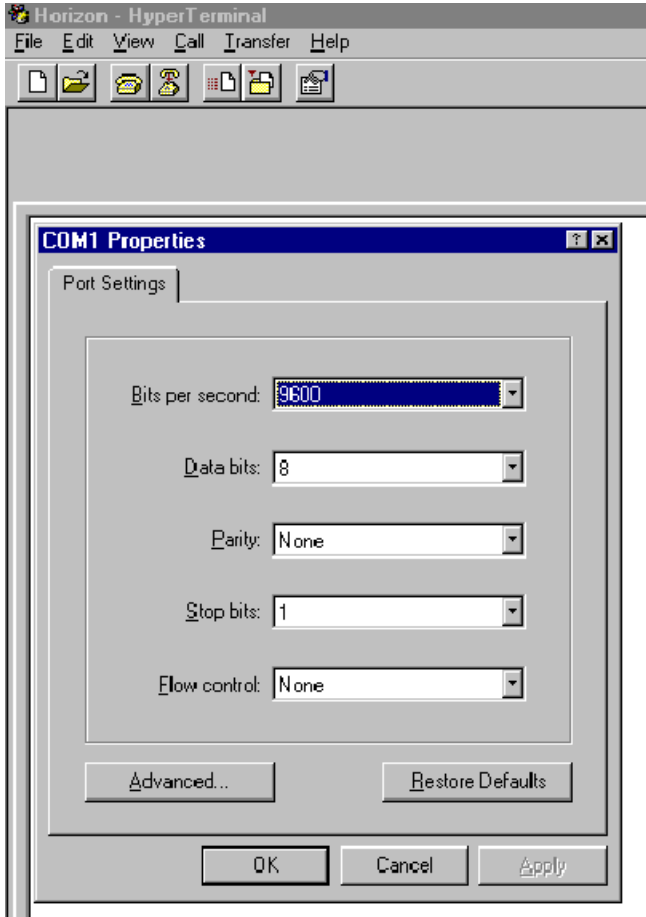 Horizon - HyperTerminal
File Edit View Call Transfer Help
COM1 Properties
Port Settings
Bits per second: 9600
Data bits: 8
Parity: None
Stop bits: 1
Flow control: None
Advanced... Restore Defaults
OK Cancel Apply